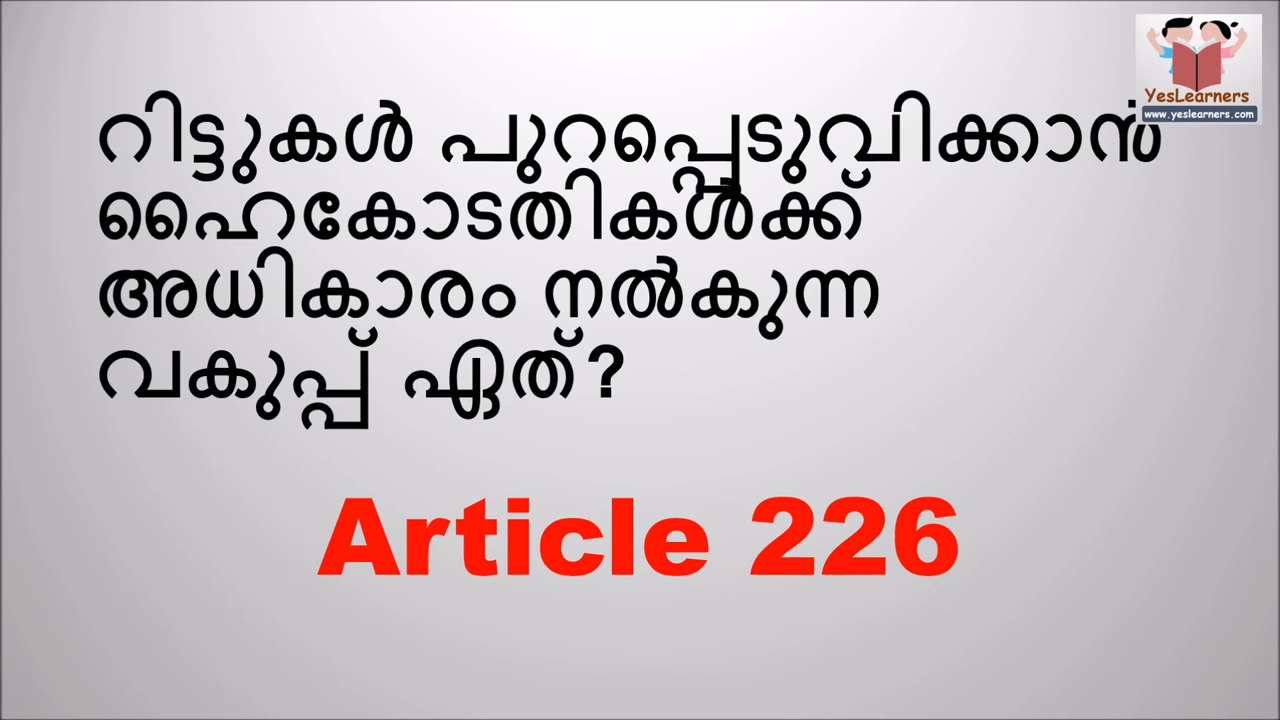 YesLearners
www.yeslearners.com
റിട്ടുകൾ പുറപ്പെടുവിക്കാൻ
ഹൈകോടതികൾക്ക്
അധികാരം നൽകുന്ന
വകുപ്പ് ഏത്?
Article 226